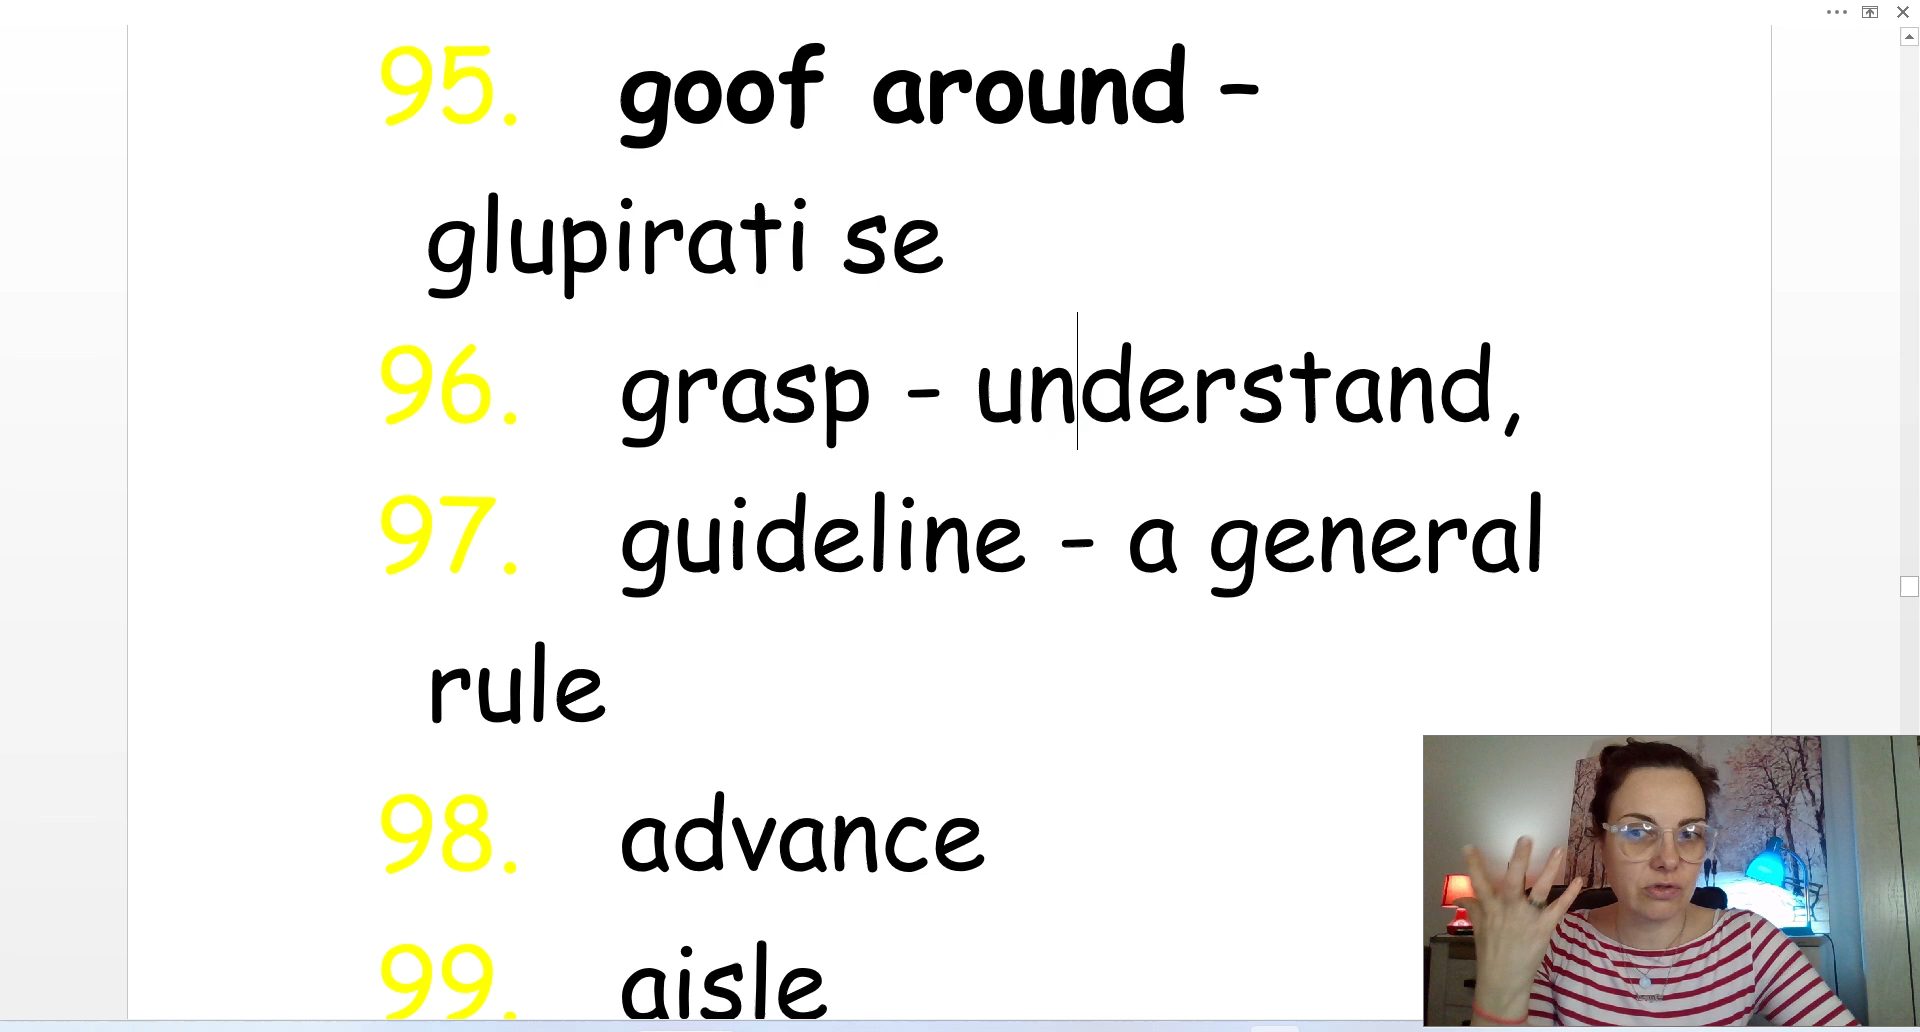 95. goof around –
glupirati se
96. grasp - understand,
97. guideline - a general
rule
98. advance
99. aisle